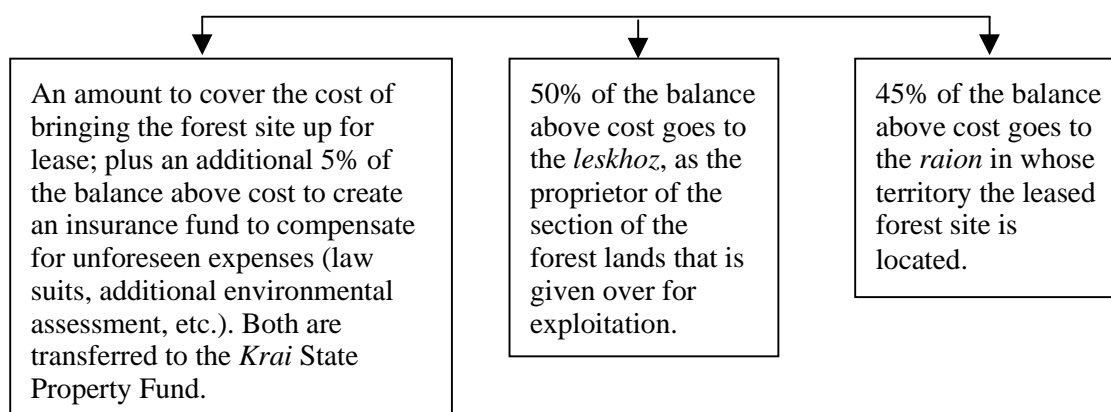 An amount to cover the cost of
bringing the forest site up for
lease; plus an additional 5% of
the balance above cost to create
an insurance fund to compensate
for unforeseen expenses (law
suits, additional environmental
assessment, etc.). Both are
transferred to the Krai State
Property Fund.
50% of the balance
above cost goes to
the leskhoz, as the
proprietor of the
section of the
forest lands that is
given over for
exploitation.
45% of the balance
above cost goes to
the raion in whose
territory the leased
forest site is
located.